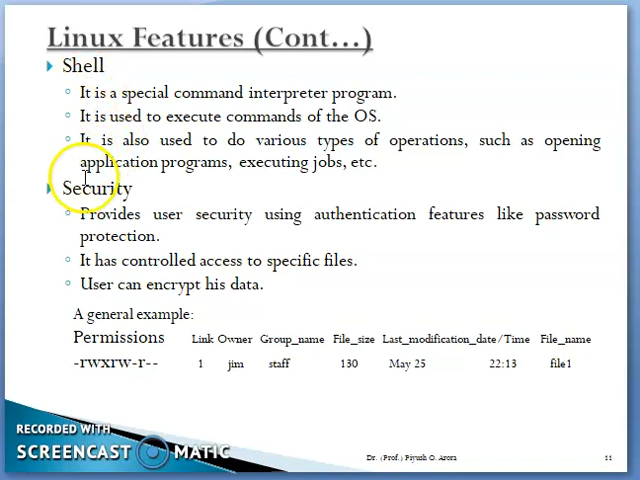 Linux Features (Cont…)
Shell
It is a special command interpreter program.
It is used to execute commands of the OS.
It is also used to do various types of operations, such as opening
application programs, executing jobs, etc.
Security
Provides user security using authentication features like password
protection.
It has controlled access to specific files.
User can encrypt his data.
A general example:
Permissions Link Owner Group_name File_size Last_modification_date/Time File_name
-rwxrw-r-- 1 jim staff 130 May 25 22:13 file1
RECORDED WITH
SCREENCAST MATIC
Dr. (Prof.) Piyush O. Arora 11